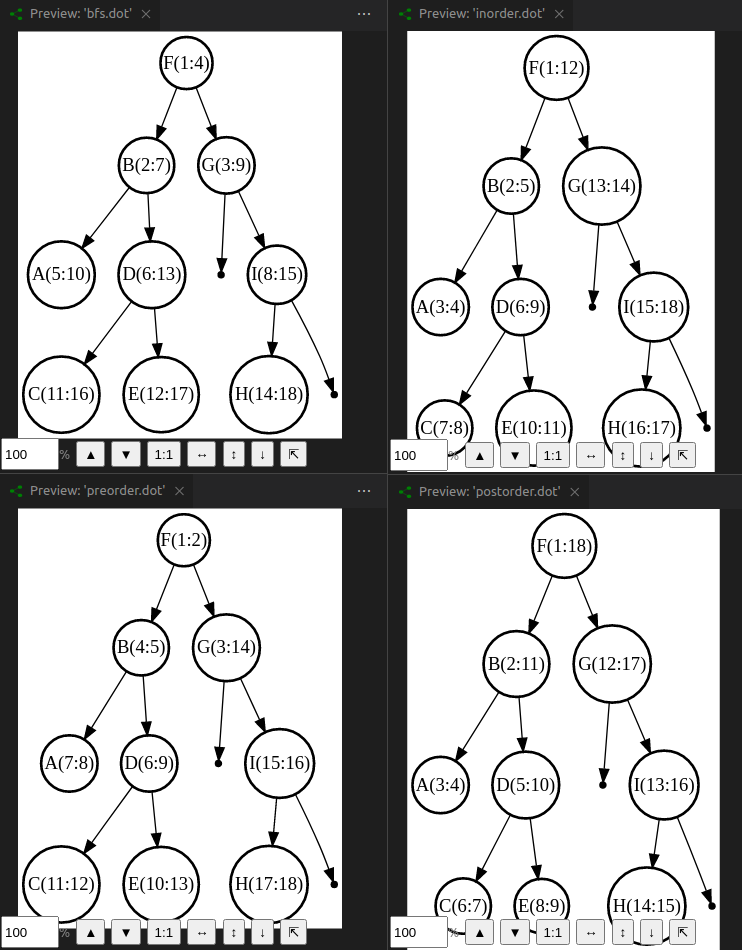 Preview: 'bfs.dot' × ...
F(1:4)
B(2:7) G(3:9)
A(5:10) D(6:13) I(8:15)
C(11:16) E(12:17) H(14:18)
100 % ▲ ▼ 1:1 ↔ ↕ ↓ ⇱
Preview: 'inorder.dot' ×
F(1:12)
B(2:5) G(13:14)
A(3:4) D(6:9) I(15:18)
C(7:8) E(10:11) H(16:17)
100 % ▲ ▼ 1:1 ↔ ↕ ↓ ⇱
Preview: 'preorder.dot' × ...
F(1:2)
B(4:5) G(3:14)
A(7:8) D(6:9) I(15:16)
C(11:12) E(10:13) H(17:18)
100 % ▲ ▼ 1:1 ↔ ↕ ↓ ⇱
Preview: 'postorder.dot' ×
F(1:18)
B(2:11) G(12:17)
A(3:4) D(5:10) I(13:16)
C(6:7) E(8:9) H(14:15)
100 % ▲ ▼ 1:1 ↔ ↕ ↓ ⇱